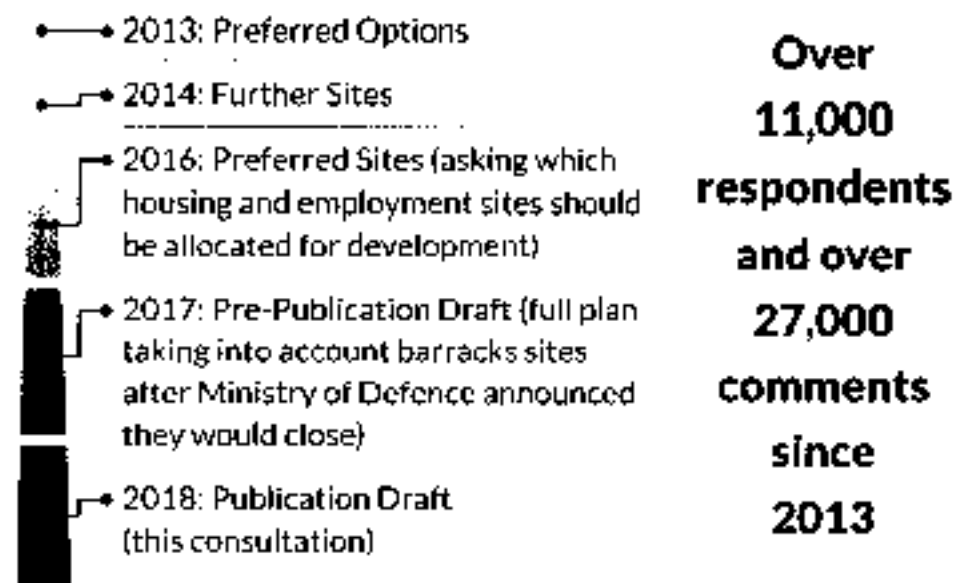 2013: Preferred Options
2014: Further Sites
2016: Preferred Sites (asking which
housing and employment sites should
be allocated for development)
2017: Pre-Publication Draft (full plan
taking into account barracks sites
after Ministry of Defence announced
they would close)
2018: Publication Draft
(this consultation)
Over
11,000
respondents
and over
27,000
comments
since
2013